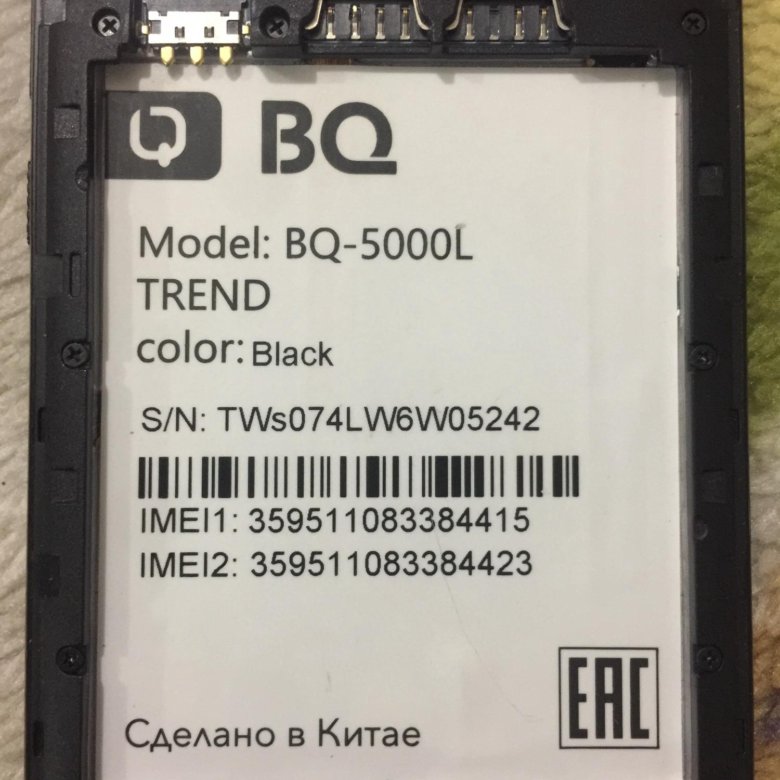 BQ
Model: BQ-5000L
TREND
color: Black
S/N: TWs074LW6W05242
IMEI1: 359511083384415
IMEI2: 359511083384423
EAC
Сделано в Китае